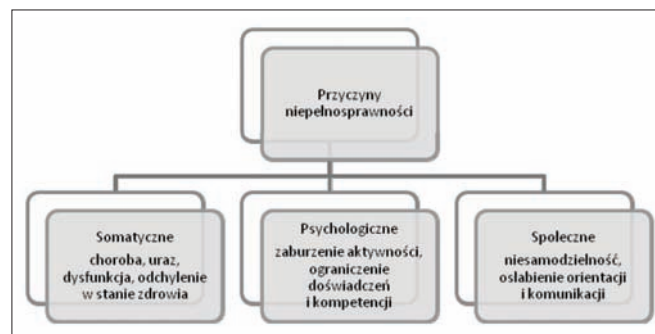 Przyczyny
niepełnosprawności
Somatyczne
choroba, uraz,
dysfunkcja, odchylenie
w stanie zdrowia
Psychologiczne
zaburzenie aktywności,
ograniczenie
doświadczeń
i kompetencji
Społeczne
niesamodzielność,
osłabienie orientacji
i komunikacji